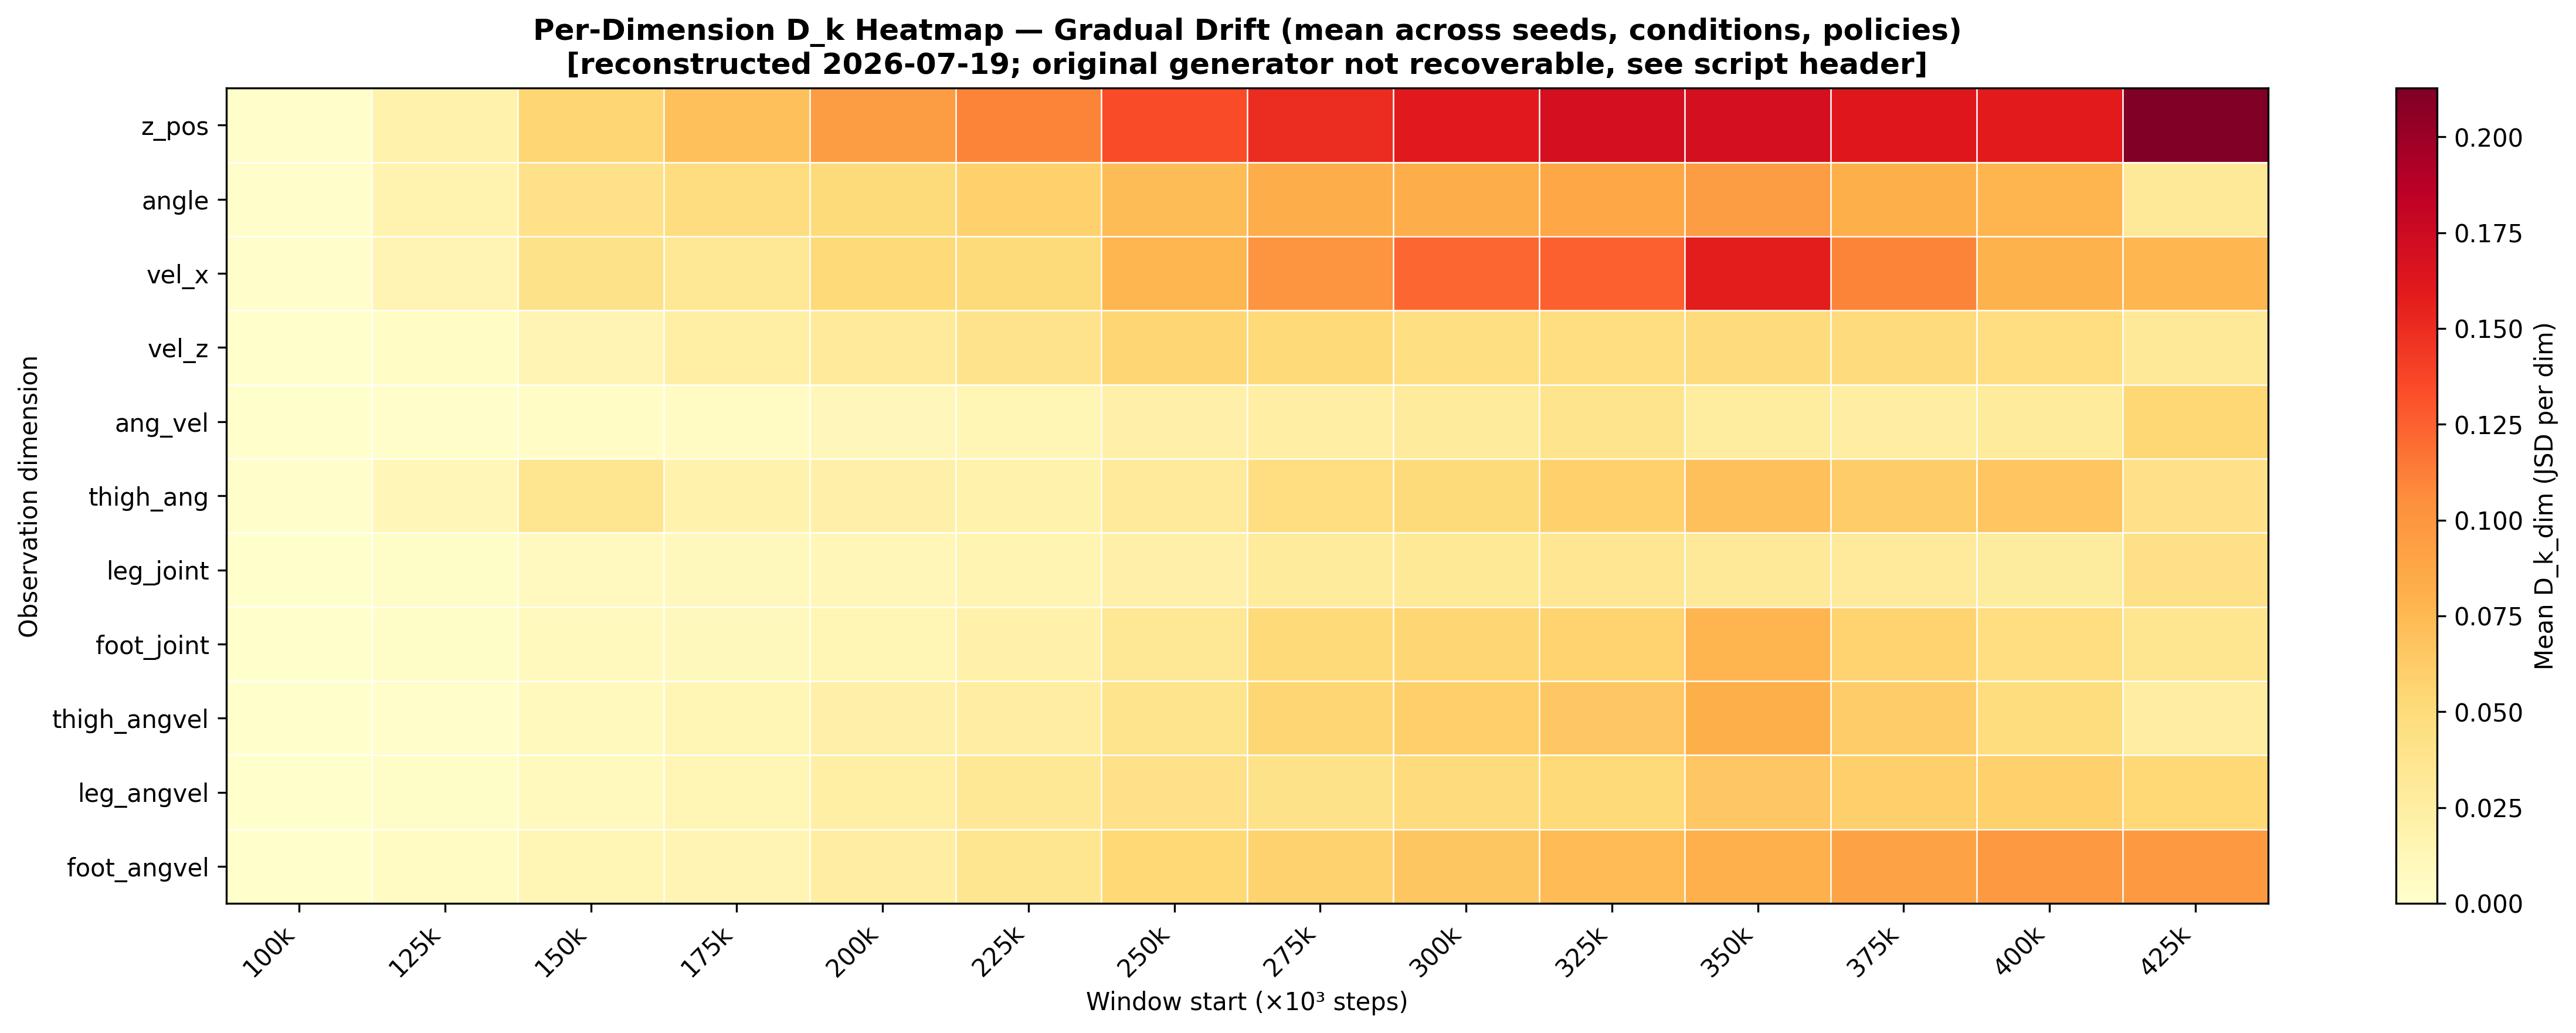 Per-Dimension D_k Heatmap — Gradual Drift (mean across seeds, conditions, policies)
[reconstructed 2026-07-19; original generator not recoverable, see script header]
Observation dimension
z_pos
angle
vel_x
vel_z
ang_vel
thigh_ang
leg_joint
foot_joint
thigh_angvel
leg_angvel
foot_angvel
100k
125k
150k
175k
200k
225k
250k
275k
300k
325k
350k
375k
400k
425k
Window start (×10³ steps)
0.200
0.175
0.150
0.125
0.100
0.075
0.050
0.025
0.000
Mean D_k_dim (JSD per dim)